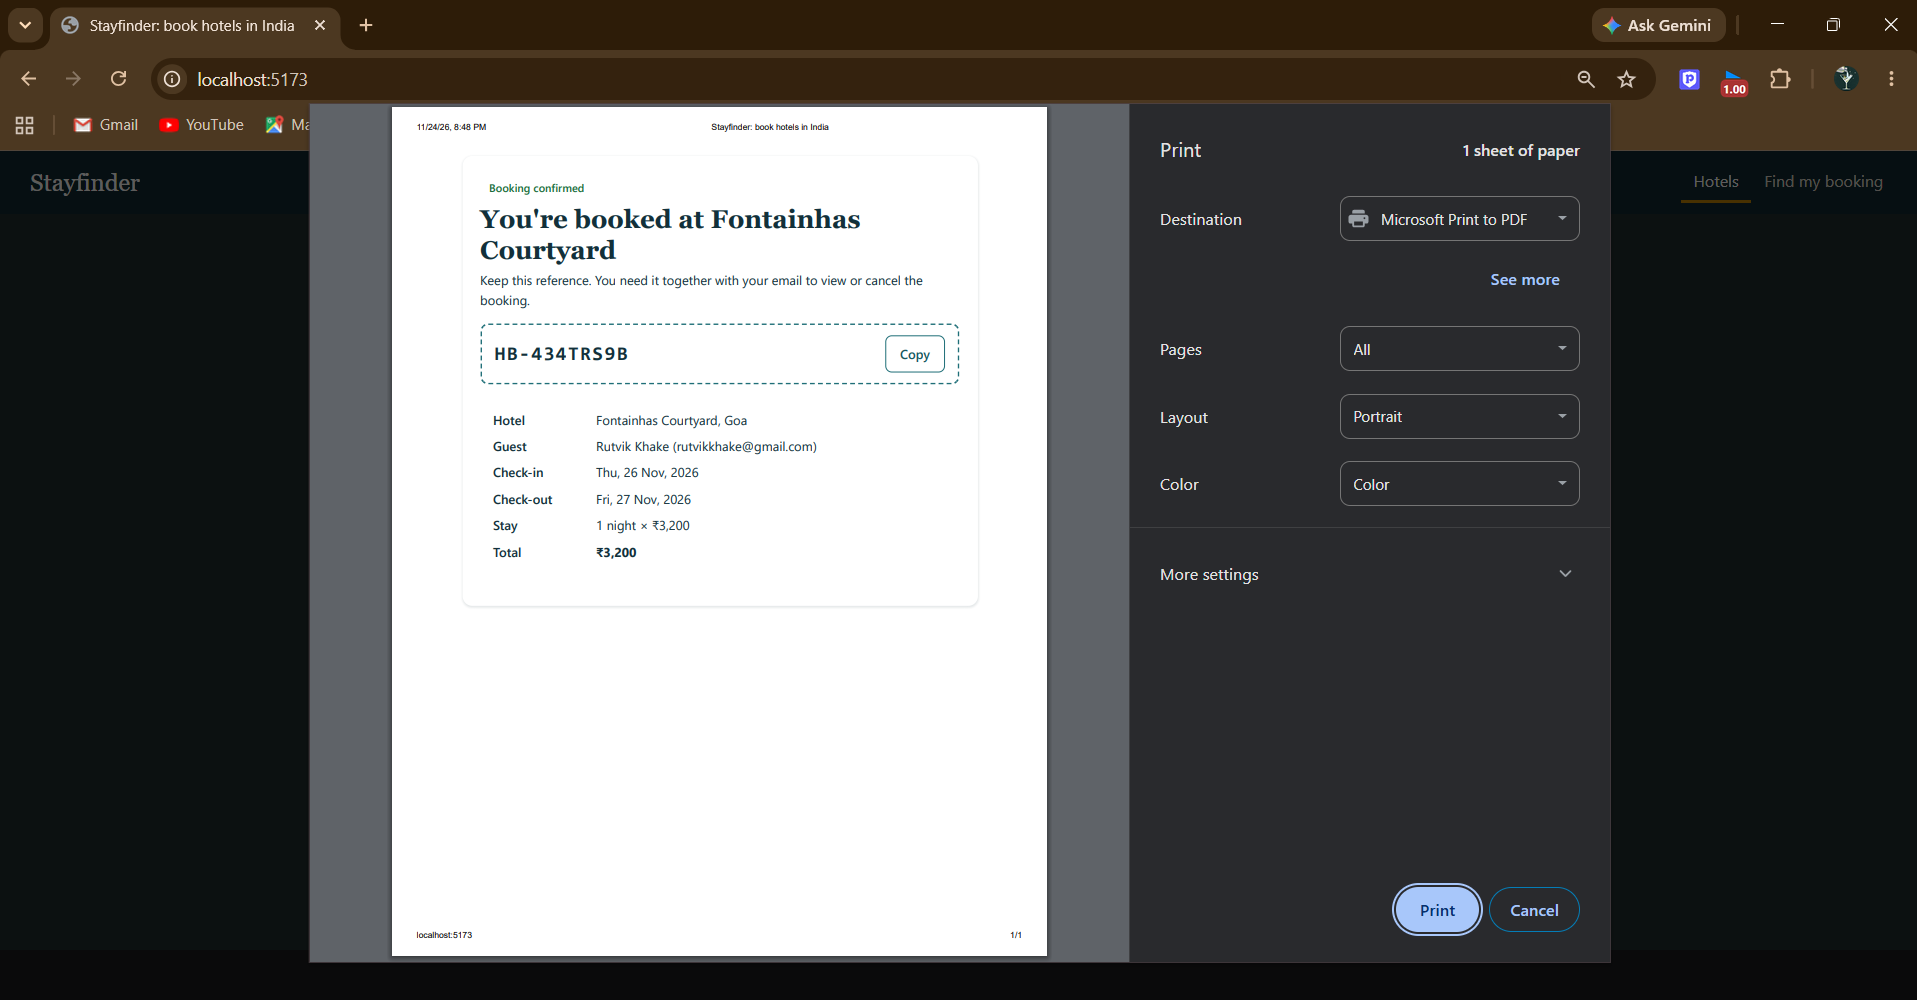 Stayfinder: book hotels in India
Ask Gemini
localhost:5173
1.00
Gmail
YouTube
Ma
Stayfinder
Hotels
Find my booking
11/24/26, 8:48 PM
Stayfinder: book hotels in India
Booking confirmed
You're booked at Fontainhas
Courtyard
Keep this reference. You need it together with your email to view or cancel the
booking.
HB-434TRS9B
Copy
Hotel Fontainhas Courtyard, Goa
Guest Rutvik Khake (rutvikkhake@gmail.com)
Check-in Thu, 26 Nov, 2026
Check-out Fri, 27 Nov, 2026
Stay 1 night × ₹3,200
Total ₹3,200
localhost:5173
1/1
Print
1 sheet of paper
Destination Microsoft Print to PDF
See more
Pages All
Layout Portrait
Color Color
More settings
Print
Cancel